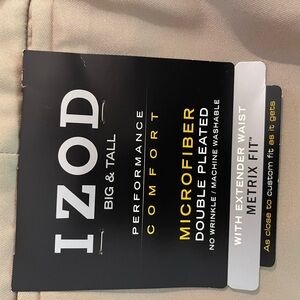 IZOD
BIG & TALL
PERFORMANCE
COMFORT
MICROFIBER
DOUBLE PLEATED
NO WRINKLE / MACHINE WASHABLE
WITH EXTENDER WAIST
METRIX FIT™
As close to custom fit as it gets